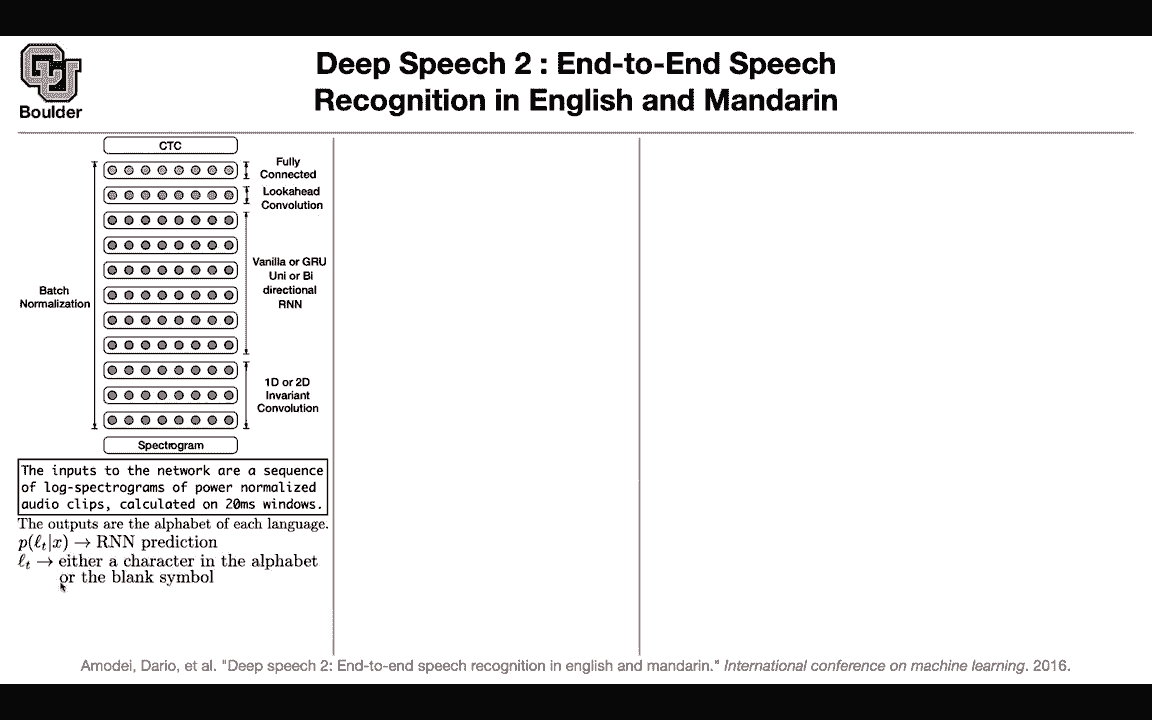 Boulder
Deep Speech 2 : End-to-End Speech
Recognition in English and Mandarin
CTC
Fully
Connected
Lookahead
Convolution
Vanilla or GRU
Uni or Bi
directional
RNN
Batch
Normalization
1D or 2D
Invariant
Convolution
Spectrogram
The inputs to the network are a sequence
of log-spectrograms of power normalized
audio clips, calculated on 20ms windows.
The outputs are the alphabet of each language.
p(ℓₜ|x) → RNN prediction
ℓₜ → either a character in the alphabet
or the blank symbol
Amodei, Dario, et al. "Deep speech 2: End-to-end speech recognition in english and mandarin." International conference on machine learning. 2016.